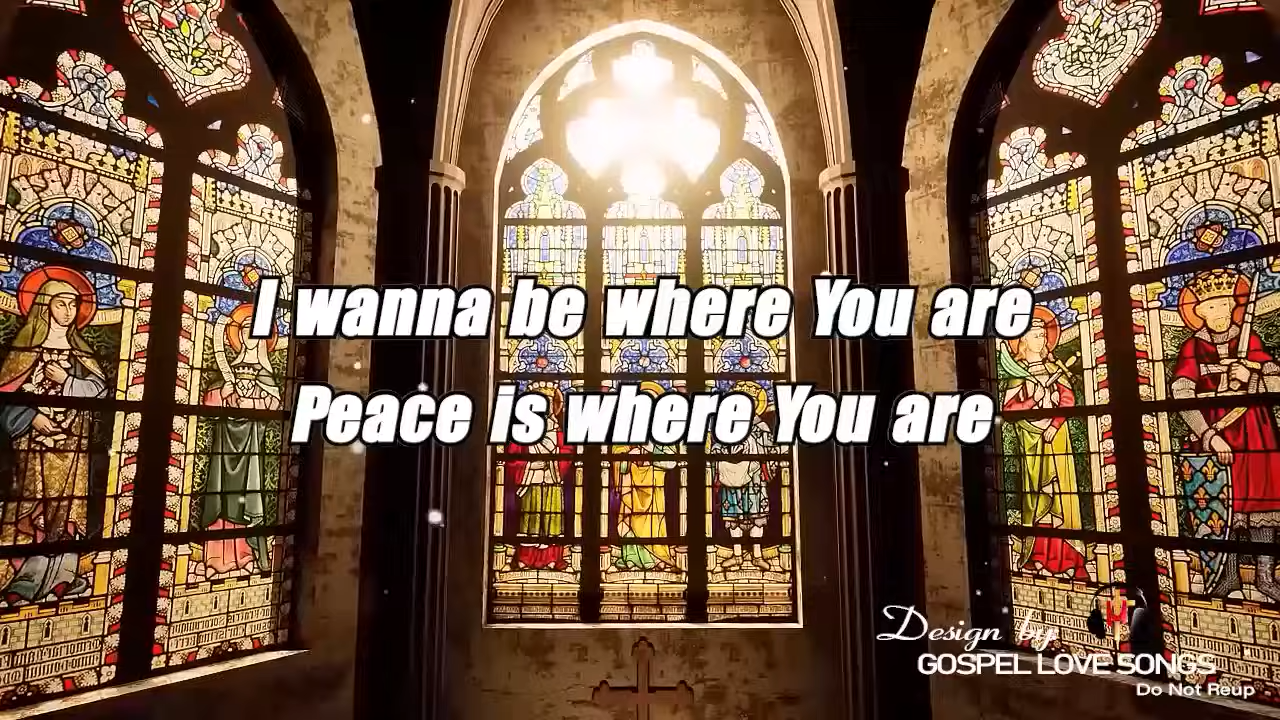 I wanna be where You are
Peace is where You are
Design by
GOSPEL LOVE SONGS
Do Not Reup